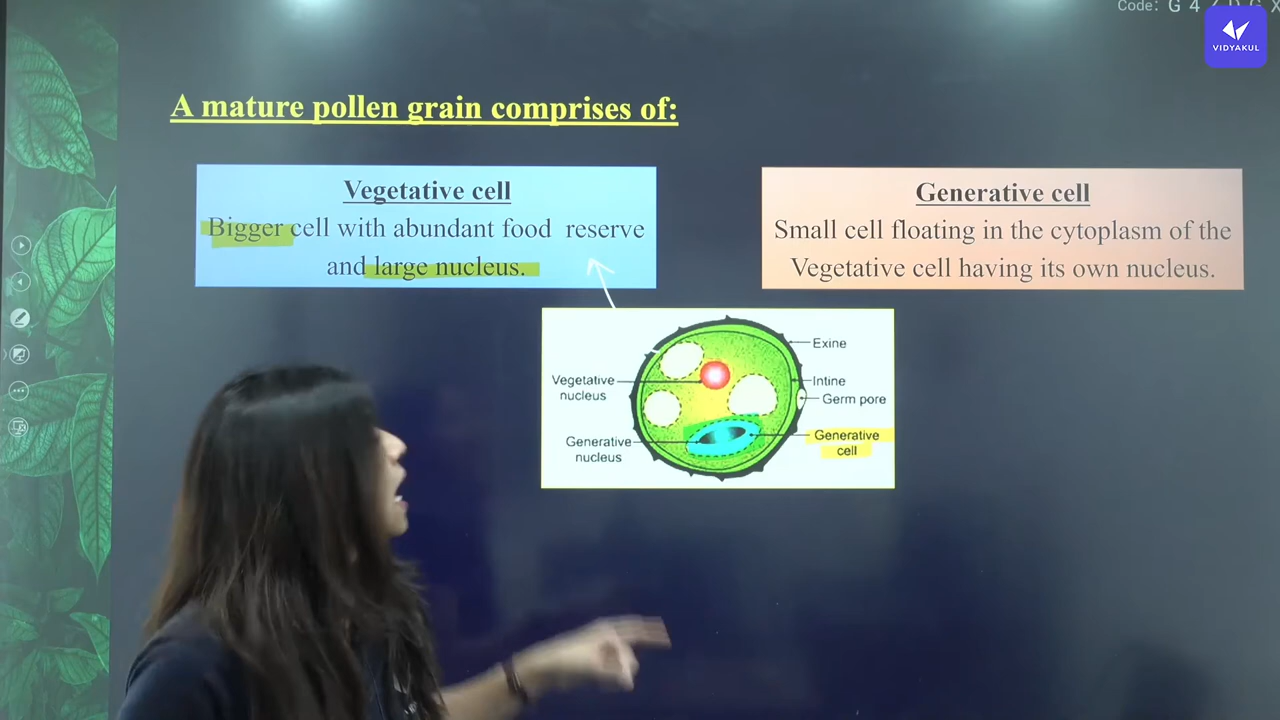 Code: G 4
VIDYAKUL
A mature pollen grain comprises of:
Vegetative cell
Bigger cell with abundant food reserve
and large nucleus.
Generative cell
Small cell floating in the cytoplasm of the
Vegetative cell having its own nucleus.
Exine
Vegetative
nucleus
Intine
Germ pore
Generative
nucleus
Generative
cell